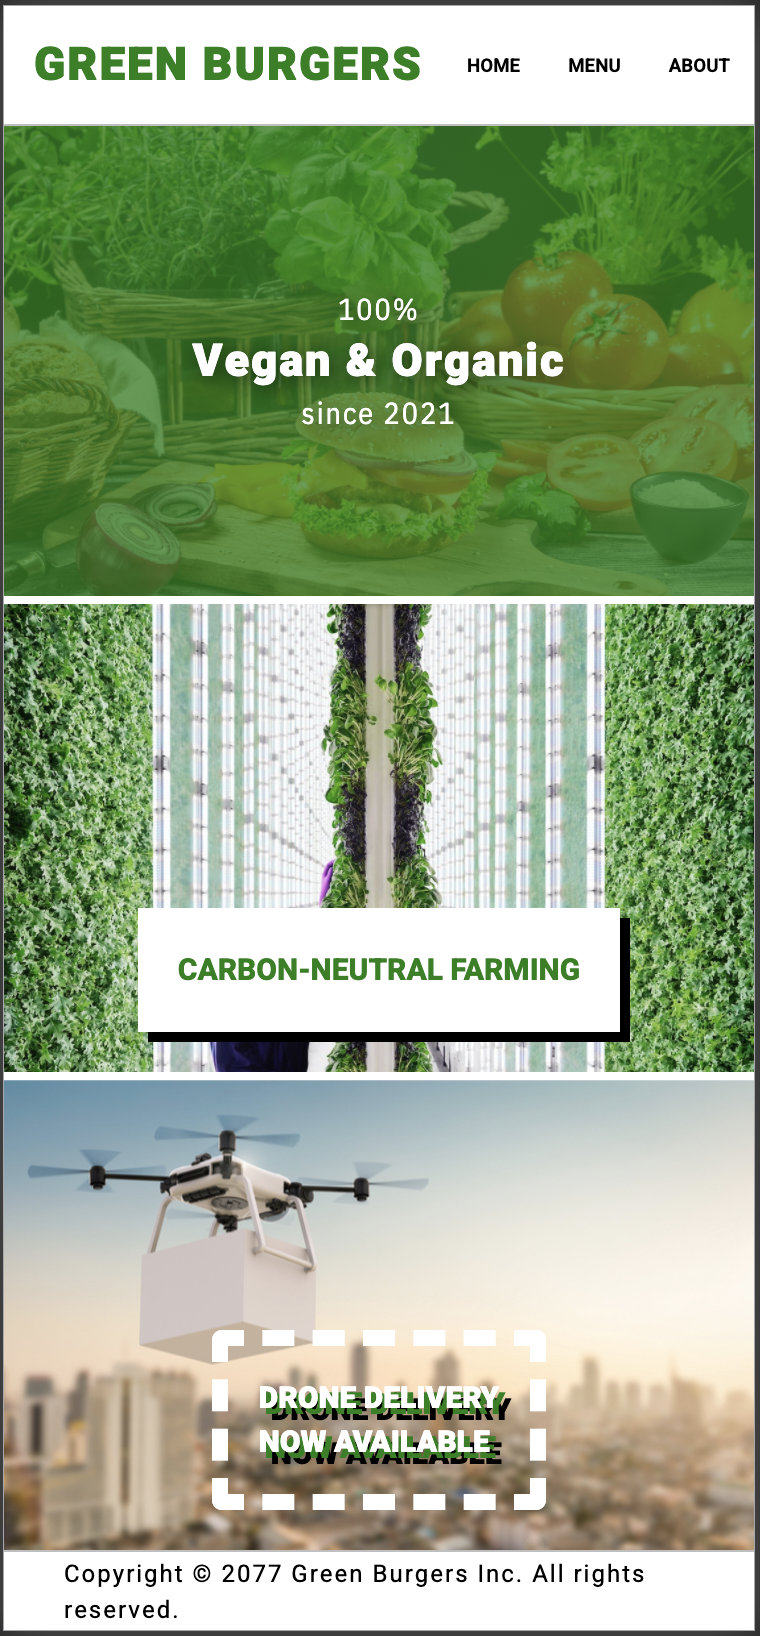 GREEN BURGERS
HOME MENU ABOUT
100%
Vegan & Organic
since 2021
CARBON-NEUTRAL FARMING
DRONE DELIVERY
NOW AVAILABLE
Copyright © 2077 Green Burgers Inc. All rights
reserved.